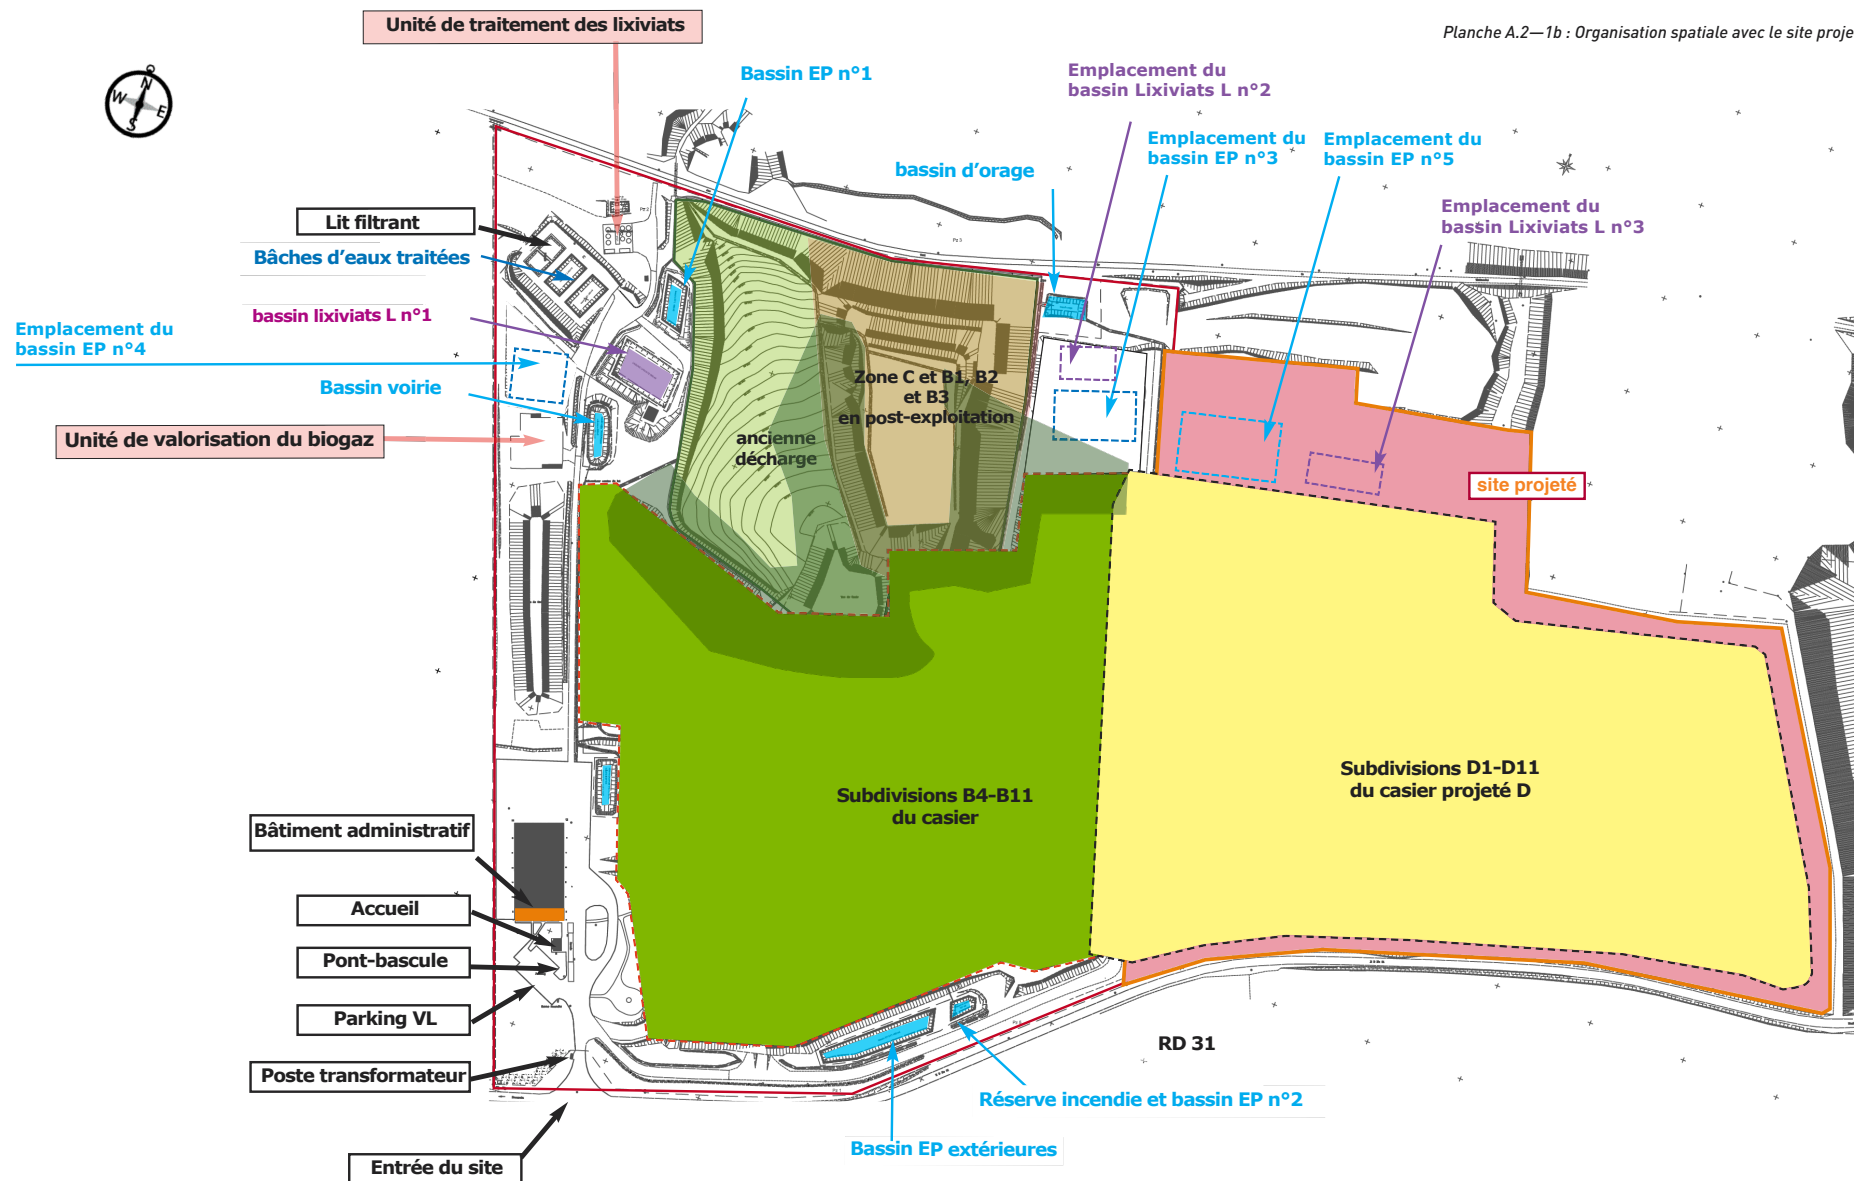 Unité de traitement des lixiviats
Planche A.2—1b : Organisation spatiale avec le site proje
N
W
E
S
Bassin EP n°1
Emplacement du
bassin Lixiviats L n°2
Emplacement du
bassin EP n°3
Emplacement du
bassin EP n°5
bassin d'orage
Emplacement du
bassin Lixiviats L n°3
Lit filtrant
Bâches d'eaux traitées
bassin lixiviats L n°1
Emplacement du
bassin EP n°4
Bassin voirie
Unité de valorisation du biogaz
Zone C et B1, B2
et B3
en post-exploitation
ancienne
décharge
site projeté
Subdivisions B4-B11
du casier
Subdivisions D1-D11
du casier projeté D
Bâtiment administratif
Accueil
Pont-bascule
Parking VL
Poste transformateur
Entrée du site
RD 31
Réserve incendie et bassin EP n°2
Bassin EP extérieures